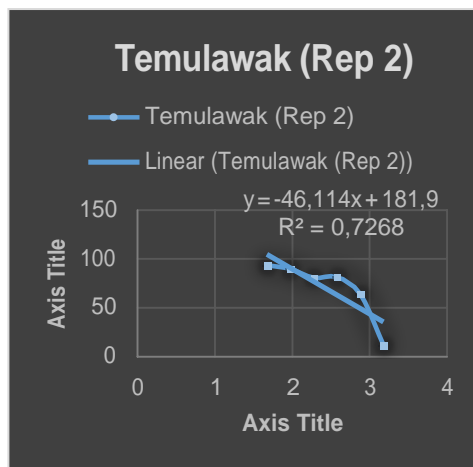 Temulawak (Rep 2)
Temulawak (Rep 2)
Linear (Temulawak (Rep 2))
y = -46,114x + 181,9
R² = 0,7268
150
100
50
0
Axis Title
0 1 2 3 4
Axis Title